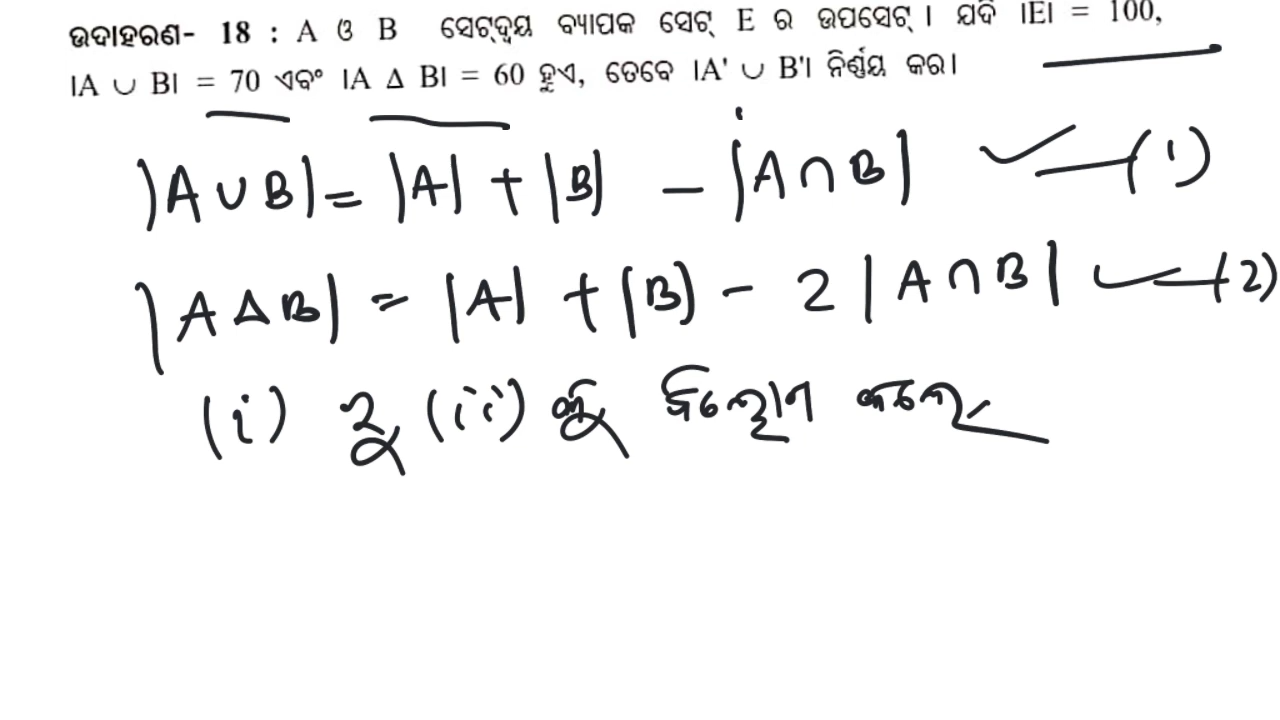 ଉଦାହରଣ- 18 : A ଓ B ସେଟ୍‌ଦ୍ୱୟ ବ୍ୟାପକ ସେଟ୍ E ର ଉପସେଟ୍ । ଯଦି |E| = 100,
|A ∪ B| = 70 ଏବଂ |A Δ B| = 60 ହୁଏ, ତେବେ |A' ∪ B'| ନିର୍ଣ୍ଣୟ କର।
|A ∪ B| = |A| + |B| - |A ∩ B| (1)
|A Δ B| = |A| + |B| - 2 |A ∩ B| (2)
(i) ରୁ (ii) କୁ ବିୟୋଗ କଲେ